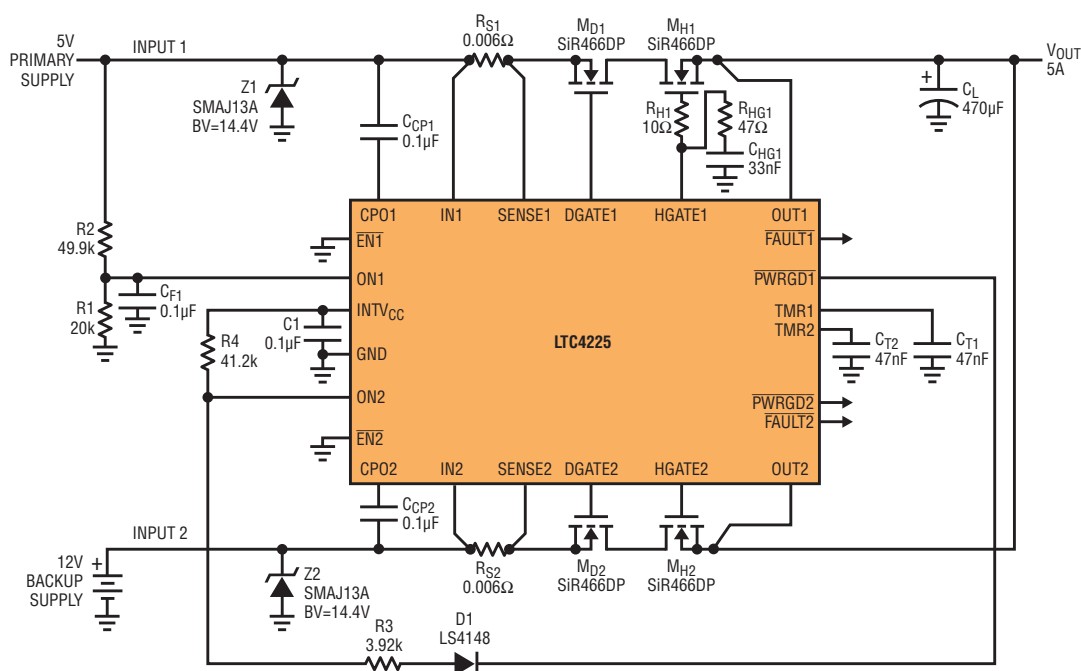 5V
PRIMARY
SUPPLY
INPUT 1
Z1
SMAJ13A
BV=14.4V
CCP1
0.1µF
RS1
0.006Ω
MD1
SiR466DP
MH1
SiR466DP
RH1
10Ω
RHG1
47Ω
CHG1
33nF
VOUT
5A
+
CL
470µF
CPO1
IN1
SENSE1
DGATE1
HGATE1
OUT1
EN1
FAULT1
R2
49.9k
ON1
PWRGD1
CF1
0.1µF
R1
20k
INTVCC
TMR1
TMR2
C1
0.1µF
R4
41.2k
GND
LTC4225
CT2
47nF
CT1
47nF
ON2
PWRGD2
FAULT2
EN2
CPO2
IN2
SENSE2
DGATE2
HGATE2
OUT2
CCP2
0.1µF
INPUT 2
12V
BACKUP
SUPPLY
+
Z2
SMAJ13A
BV=14.4V
RS2
0.006Ω
MD2
SiR466DP
MH2
SiR466DP
R3
3.92k
D1
LS4148